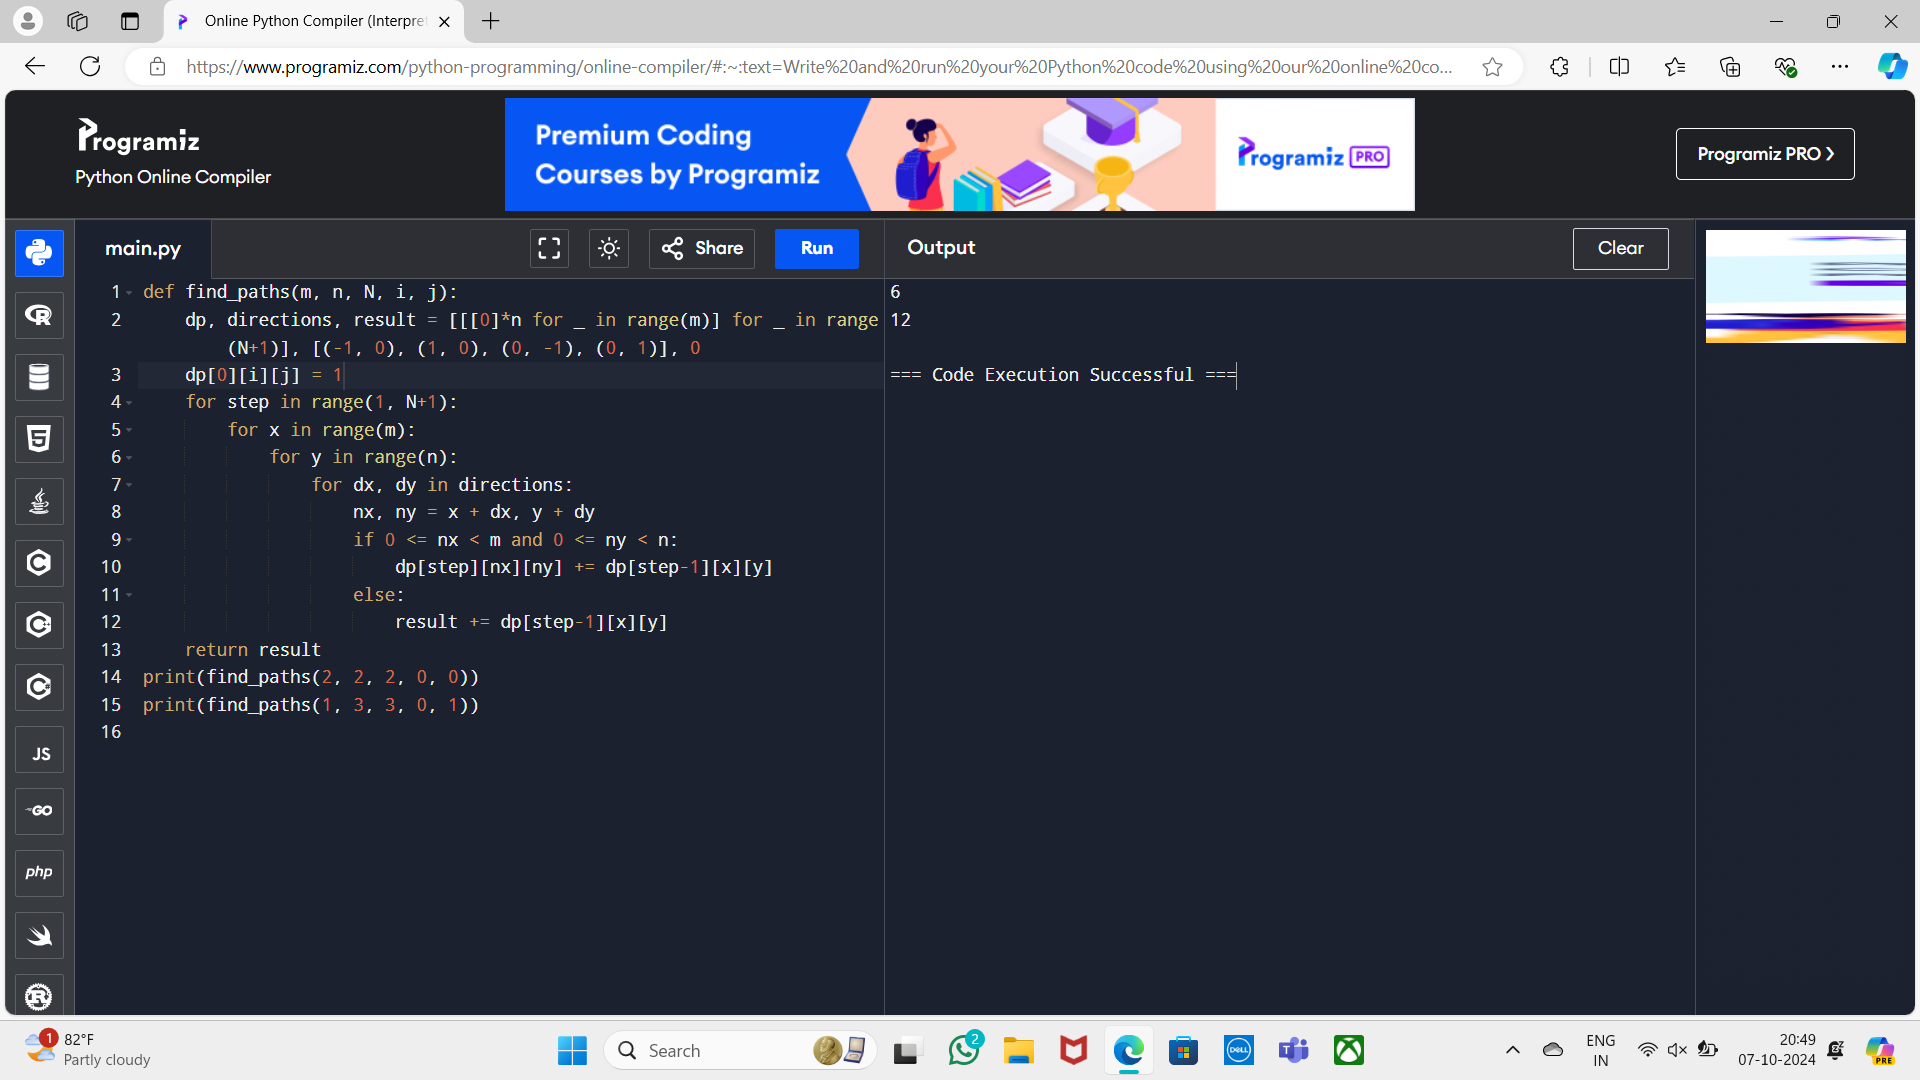 Online Python Compiler (Interpret
https://www.programiz.com/python-programming/online-compiler/#:~:text=Write%20and%20run%20your%20Python%20code%20using%20our%20online%20co...
Programiz
Python Online Compiler
Premium Coding
Courses by Programiz
Programiz PRO
Programiz PRO ❯
main.py
Share
Run
Output
Clear
1 def find_paths(m, n, N, i, j):
2 dp, directions, result = [[[0]*n for _ in range(m)] for _ in range
(N+1)], [(-1, 0), (1, 0), (0, -1), (0, 1)], 0
3 dp[0][i][j] = 1
4 for step in range(1, N+1):
5 for x in range(m):
6 for y in range(n):
7 for dx, dy in directions:
8 nx, ny = x + dx, y + dy
9 if 0 <= nx < m and 0 <= ny < n:
10 dp[step][nx][ny] += dp[step-1][x][y]
11 else:
12 result += dp[step-1][x][y]
13 return result
14 print(find_paths(2, 2, 2, 0, 0))
15 print(find_paths(1, 3, 3, 0, 1))
16
6
12
=== Code Execution Successful ===
JS
GO
php
1
82°F
Partly cloudy
Search
2
DELL
ENG
IN
20:49
07-10-2024
PRE